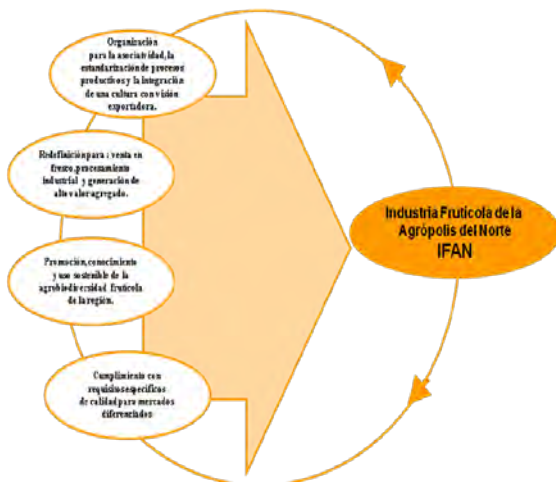 Organización
para la asociatividad, la
estandarización de procesos
productivos y la integración
de una cultura con visión
exportadora.
Redefinición para: venta en
fresco, procesamiento
industrial y generación de
alto valor agregado.
Promoción, conocimiento
y uso sostenible de la
agrobiodiversidad frutícola
de la región.
Cumplimiento con
requisitos específicos
de calidad para mercados
diferenciados
Industria Frutícola de la
Agrópolis del Norte
IFAN